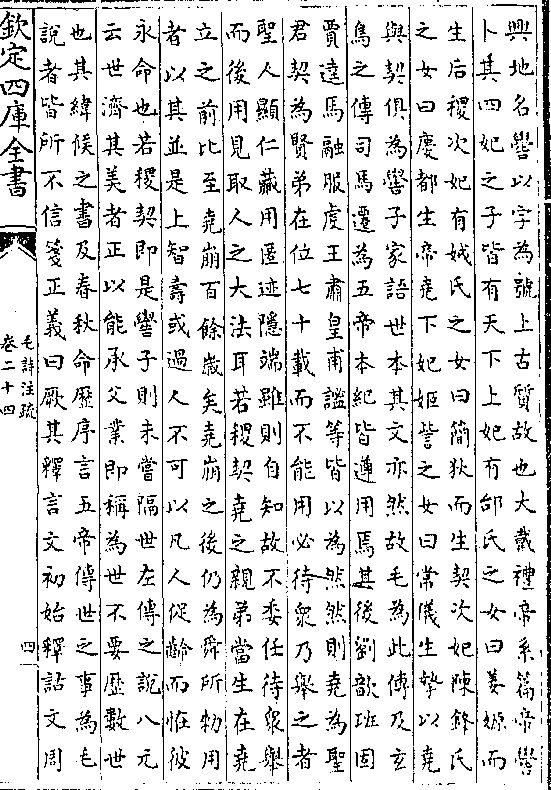 興地名嚳以字為號上古質故也大戴禮帝系篇帝嚳
卜其四妃之子皆有天下上妃有邰氏之女曰姜嫄而
生后稷次妃有娀氏之女曰簡狄而生契次妃陳鋒氏
之女曰慶都生帝堯下妃娵訾之女曰常儀生摯以堯
與契俱為嚳子家語世本其文亦然故毛為此傳及玄
鳥之傳司馬遷為五帝本紀皆遵用焉其後劉歆班固
賈逵馬融服虔王肅皇甫謐等皆以為然然則堯為聖
君契為賢弟在位七十載而不能用必待衆乃舉之者
聖人顯仁藏用匿迹隱端雖則自知故不委任待衆舉
而後用見取人之大法耳若稷契堯之親弟當生在堯
立之前比至堯崩百餘歲矣堯崩之後仍為舜所勅用
者以其並是上智壽或過人不可以凡人促齡而怪彼
永命也若稷契即是嚳子則未嘗隔世左傳之說八元
云世濟其美者正以能承父業即稱為世不要歷數世
也其緯候之書及春秋命歷序言五帝傳世之事為毛
說者皆所不信箋正義曰厥其釋言文初始釋詁文周
欽定四庫全書
毛詩注疏
卷二十四
四